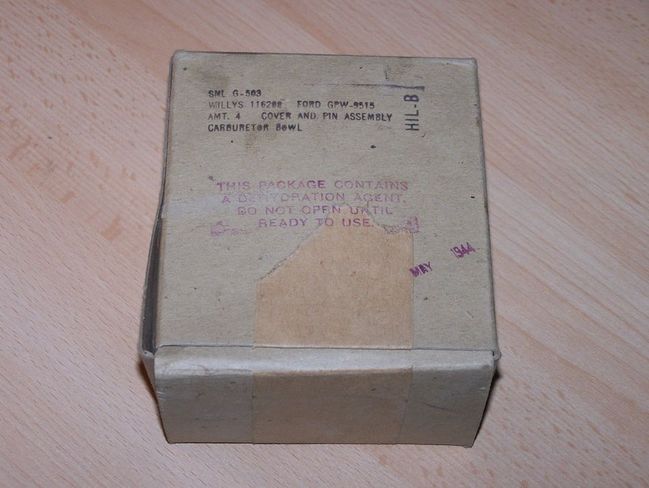 SNL G-503
WILLYS 116208 FORD GPW-9515
AMT. 4 COVER AND PIN ASSEMBLY
CARBURETOR BOWL
HIL-B
THIS PACKAGE CONTAINS
A DEHYDRATION AGENT.
DO NOT OPEN UNTIL
READY TO USE.
MAY 1944